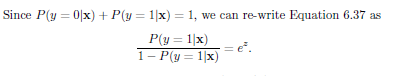 Since P(y = 0|x) + P(y = 1|x) = 1, we can re-write Equation 6.37 as
P(y = 1|x)
1 − P(y = 1|x) = e^z.